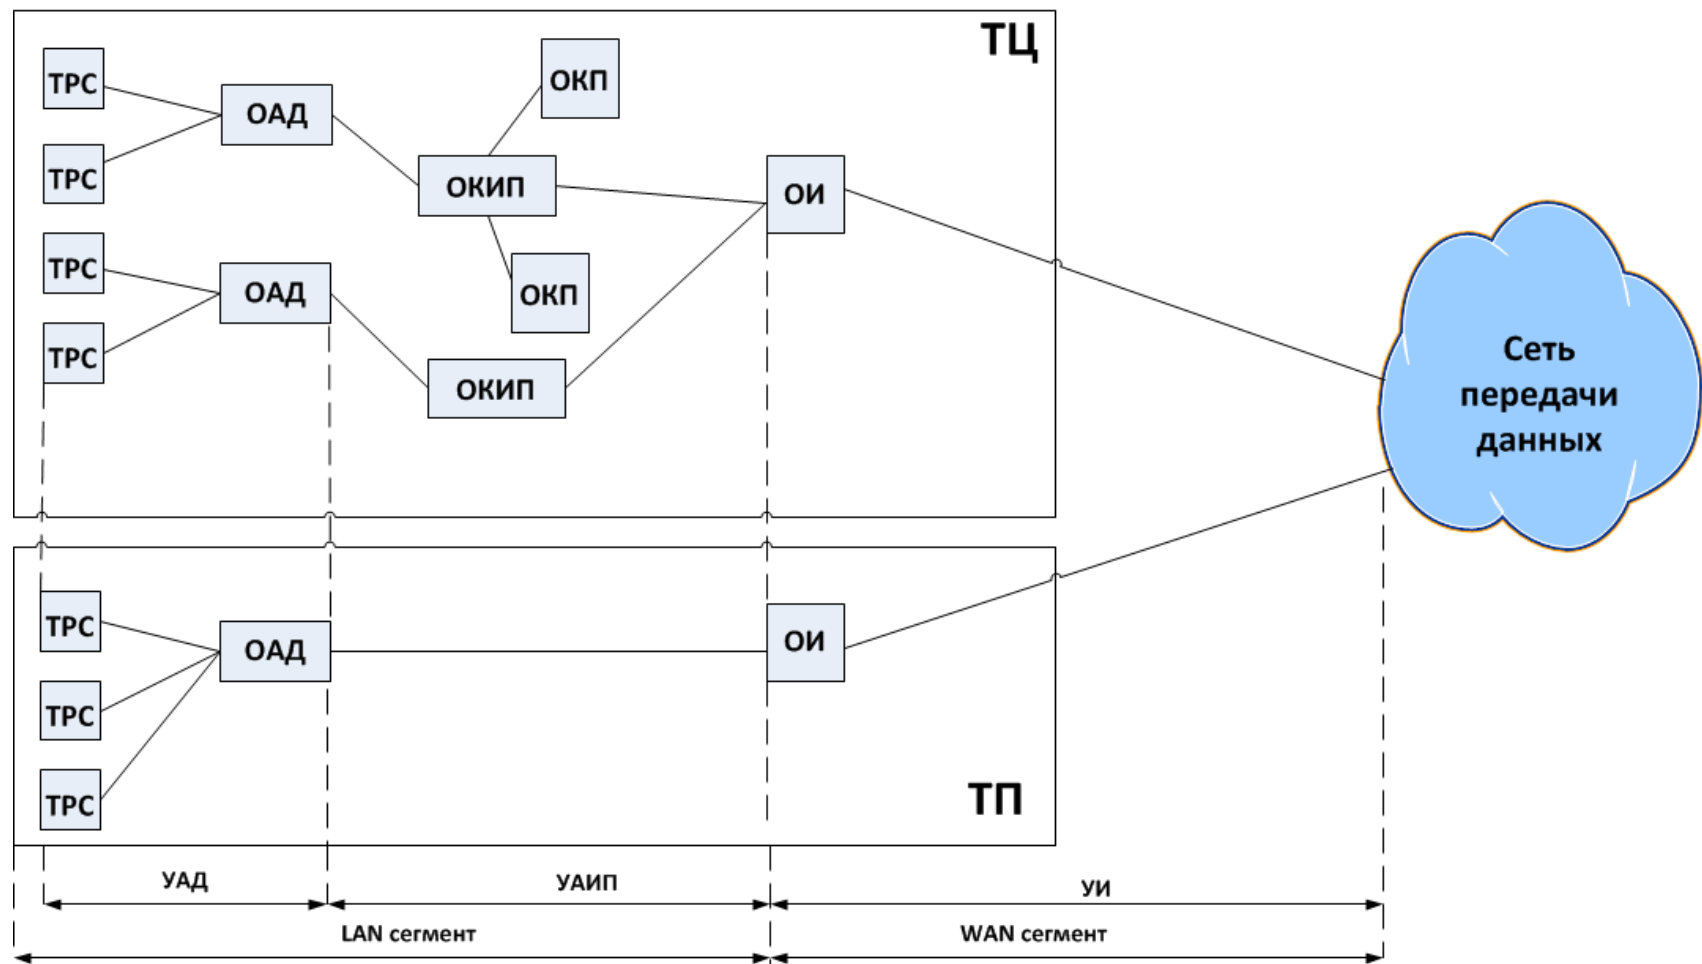 ТЦ
ТРС
ОАД
ОКП
ТРС
ОКИП
ОИ
ТРС
ОАД
ОКП
ТРС
ОКИП
Сеть
передачи
данных
ТРС
ОАД
ОИ
ТРС
ТРС
ТП
УАД
УАИП
УИ
LAN сегмент
WAN сегмент